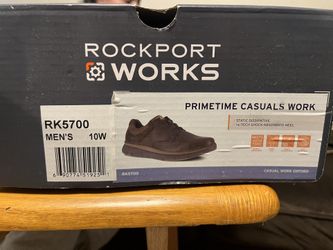 ROCKPORT
WORKS
PRIMETIME CASUALS WORK
RK5700
MEN'S 10W
STATIC DISSIPATIVE
CASUAL WORK OXFORD